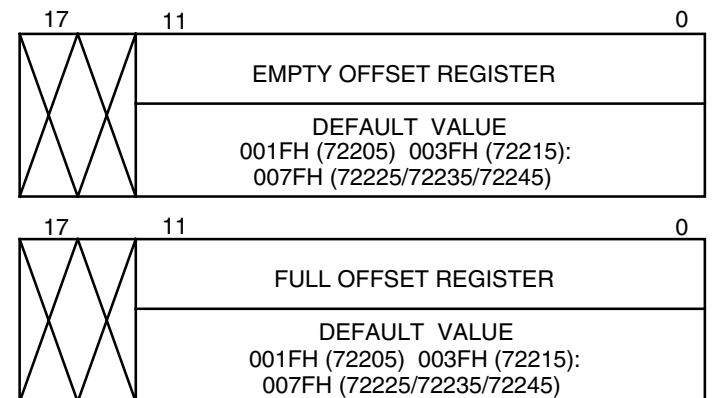 17 11 0
EMPTY OFFSET REGISTER
DEFAULT VALUE
001FH (72205) 003FH (72215):
007FH (72225/72235/72245)
17 11 0
FULL OFFSET REGISTER
DEFAULT VALUE
001FH (72205) 003FH (72215):
007FH (72225/72235/72245)